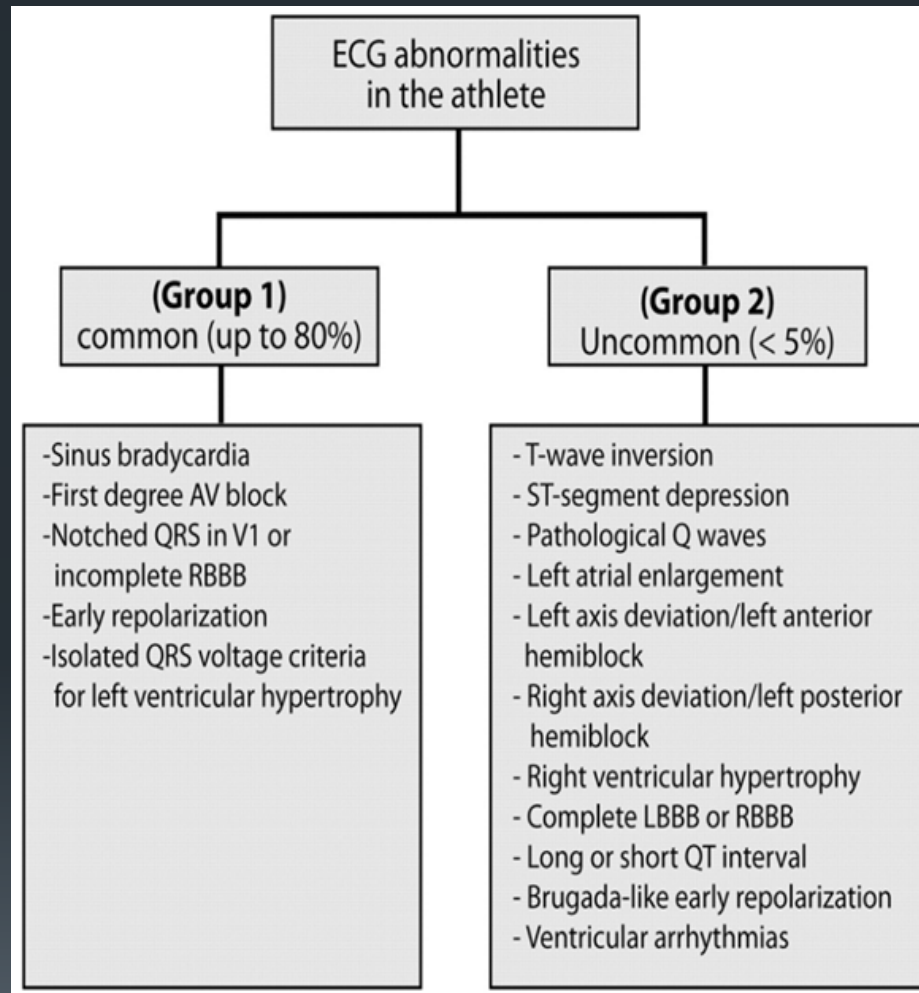 ECG abnormalities
in the athlete
(Group 1)
common (up to 80%)
(Group 2)
Uncommon (< 5%)
-Sinus bradycardia
-First degree AV block
-Notched QRS in V1 or
incomplete RBBB
-Early repolarization
-Isolated QRS voltage criteria
for left ventricular hypertrophy
- T-wave inversion
- ST-segment depression
- Pathological Q waves
- Left atrial enlargement
- Left axis deviation/left anterior
hemiblock
- Right axis deviation/left posterior
hemiblock
- Right ventricular hypertrophy
- Complete LBBB or RBBB
- Long or short QT interval
- Brugada-like early repolarization
- Ventricular arrhythmias